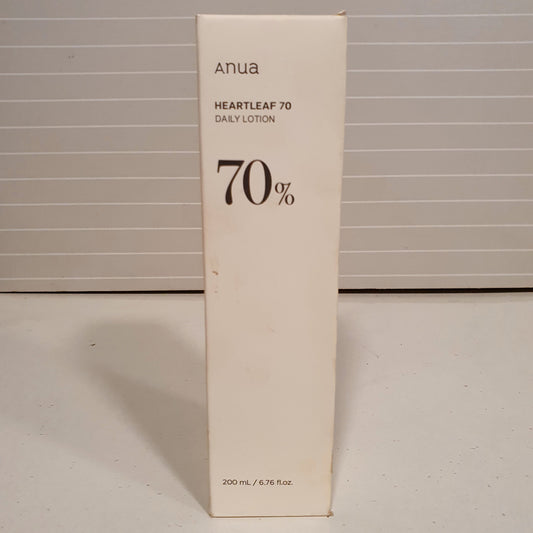 Anua
HEARTLEAF 70
DAILY LOTION
70%
200 mL / 6.76 fl.oz.